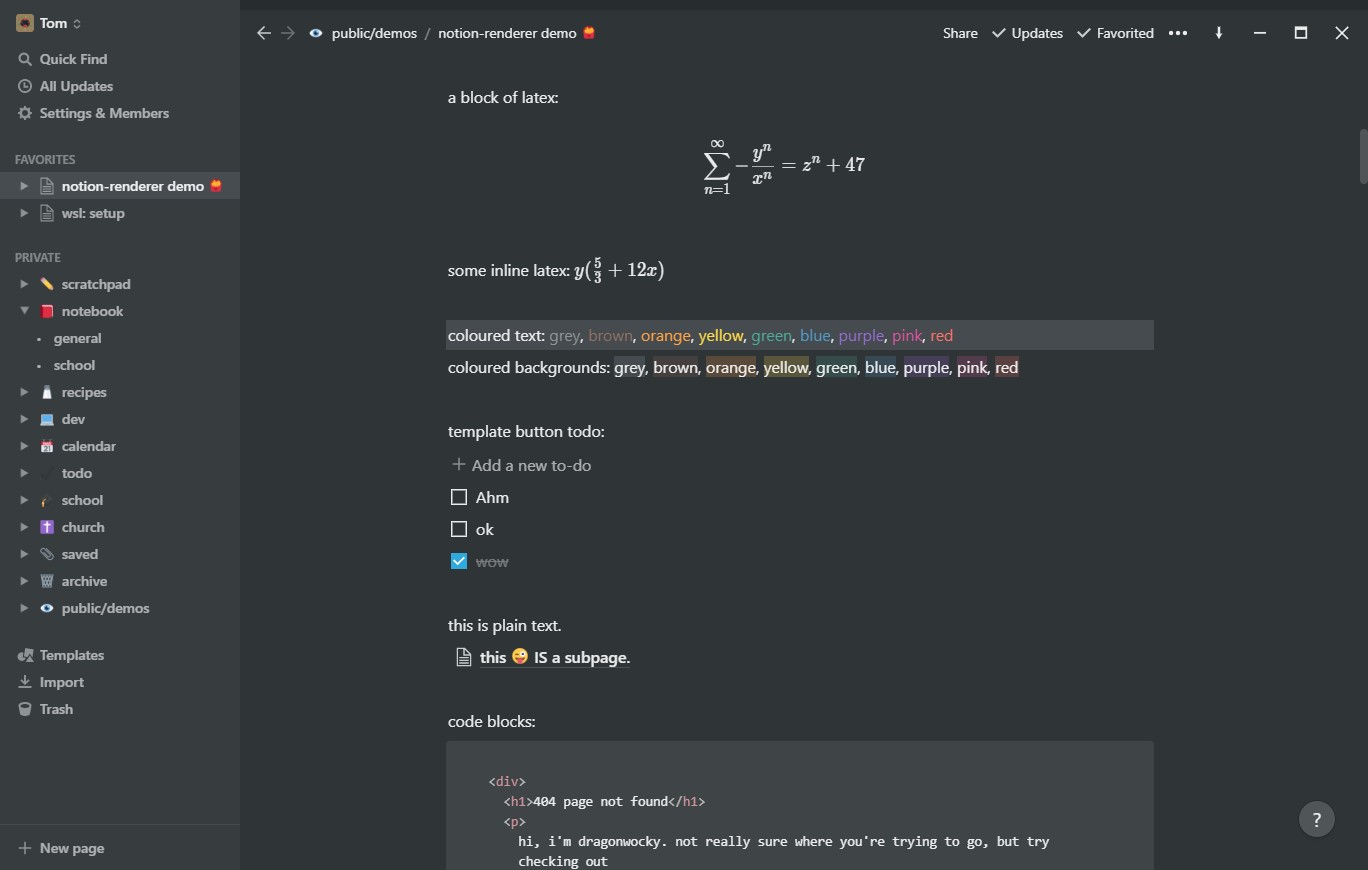 Tom
Quick Find
All Updates
Settings & Members
FAVORITES
notion-renderer demo
wsl: setup
PRIVATE
scratchpad
notebook
general
school
recipes
dev
calendar
todo
school
church
saved
archive
public/demos
Templates
Import
Trash
New page
public/demos / notion-renderer demo
Share Updates Favorited
a block of latex:
∞
∑ − yⁿ/xⁿ = zⁿ + 47
n=1
some inline latex: y(5/3 + 12x)
coloured text: grey, brown, orange, yellow, green, blue, purple, pink, red
coloured backgrounds: grey, brown, orange, yellow, green, blue, purple, pink, red
template button todo:
+ Add a new to-do
Ahm
ok
wow
this is plain text.
this 😜 IS a subpage.
code blocks:
<div>
<h1>404 page not found</h1>
<p>
hi, i'm dragonwocky. not really sure where you're trying to go, but try
checking out
?